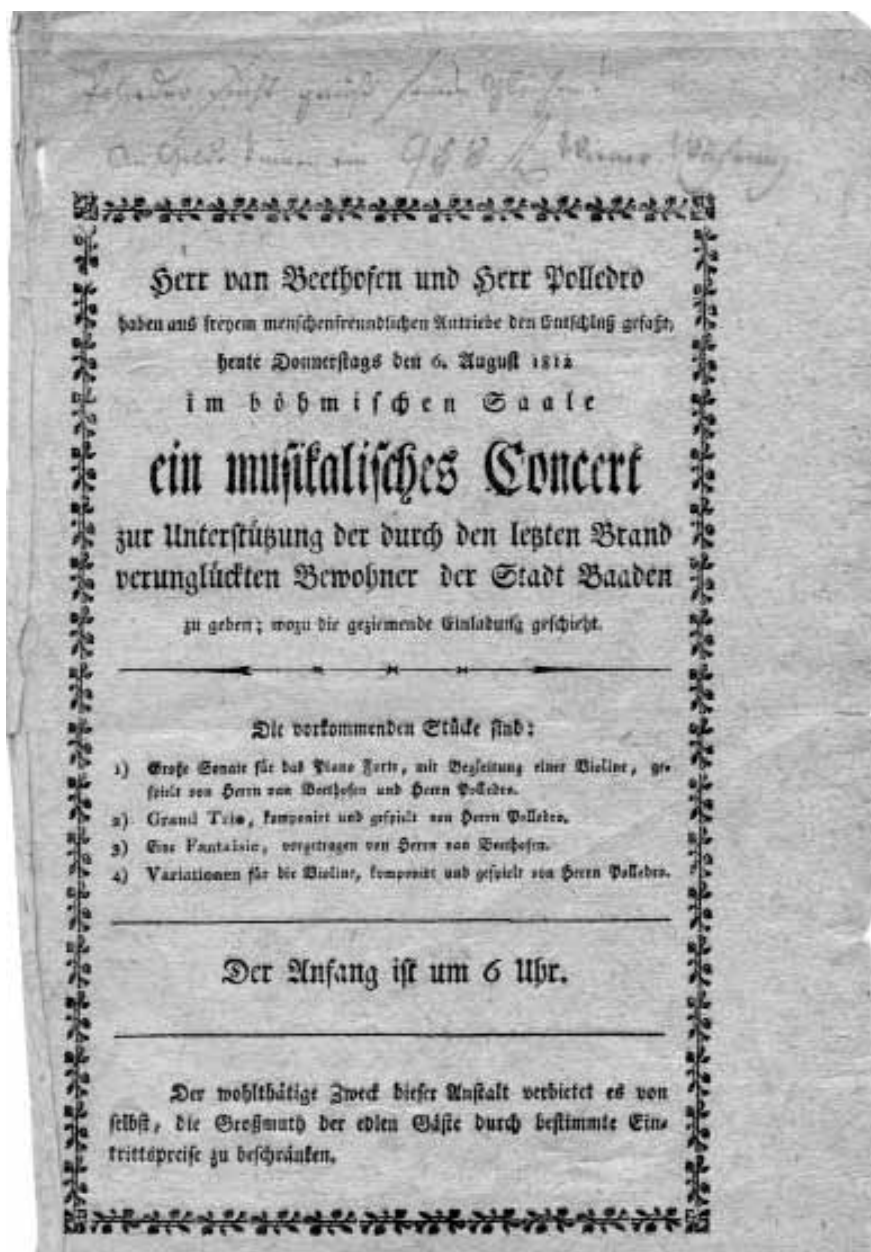 984 Wiener Währung
Herr van Beethofen und Herr Polledro
haben aus freyem menschenfreundlichen Antriebe den Entschluß gefaßt,
heute Donnerstags den 6. August 1812
im böhmischen Saale
ein musikalisches Concert
zur Unterstützung der durch den letzten Brand
verunglückten Bewohner der Stadt Baaden
zu geben; wozu die geziemende Einladung geschieht.
Die vorkommenden Stücke sind:
1) Große Sonate für das Piano Forte, mit Begleitung einer Violine, ge-
spielt von Herrn van Beethofen und Herrn Polledro.
2) Grand Trio, komponirt und gespielt von Herrn Polledro.
3) Eine Fantaisie, vorgetragen von Herrn van Beethofen.
4) Variationen für die Violine, komponirt und gespielt von Herrn Polledro.
Der Anfang ist um 6 Uhr.
Der wohlthätige Zweck dieser Anstalt verbietet es von
selbst, die Großmuth der edlen Gäste durch bestimmte Ein-
trittspreise zu beschränken.